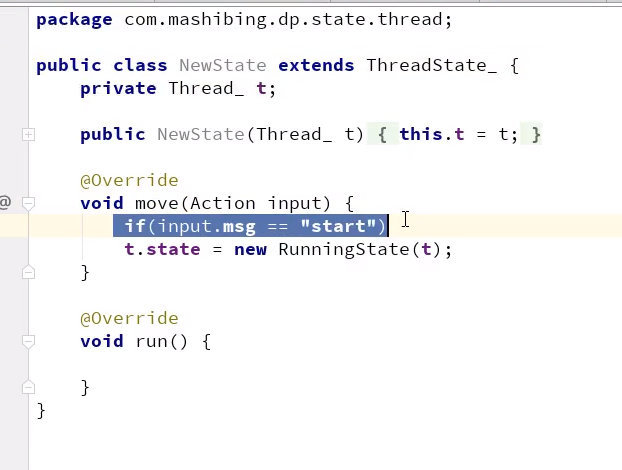 package com.mashibing.dp.state.thread;
public class NewState extends ThreadState_ {
private Thread_ t;
public NewState(Thread_ t) { this.t = t; }
@Override
@ void move(Action input) {
if(input.msg == "start")
t.state = new RunningState(t);
}
@Override
void run() {
}
}